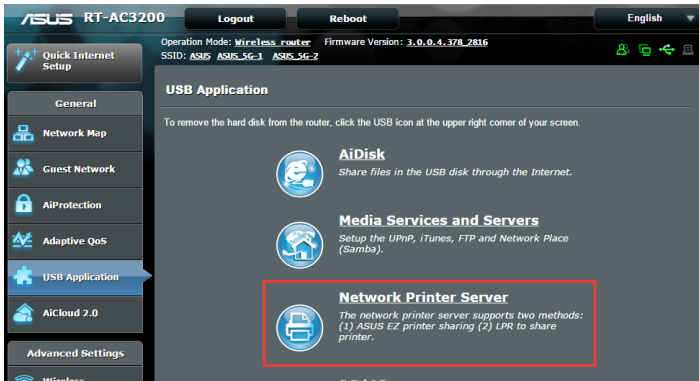 ASUS RT-AC3200 Logout Reboot English
Quick Internet Setup
Operation Mode: Wireless router Firmware Version: 3.0.0.4.378_2816
SSID: ASUS ASUS_5G-1 ASUS_5G-2
General
Network Map
Guest Network
AiProtection
Adaptive QoS
USB Application
AiCloud 2.0
Advanced Settings
Wireless
USB Application
To remove the hard disk from the router, click the USB icon at the upper right corner of your screen.
AiDisk
Share files in the USB disk through the Internet.
Media Services and Servers
Setup the UPnP, iTunes, FTP and Network Place
(Samba).
Network Printer Server
The network printer server supports two methods:
(1) ASUS EZ printer sharing (2) LPR to share
printer.